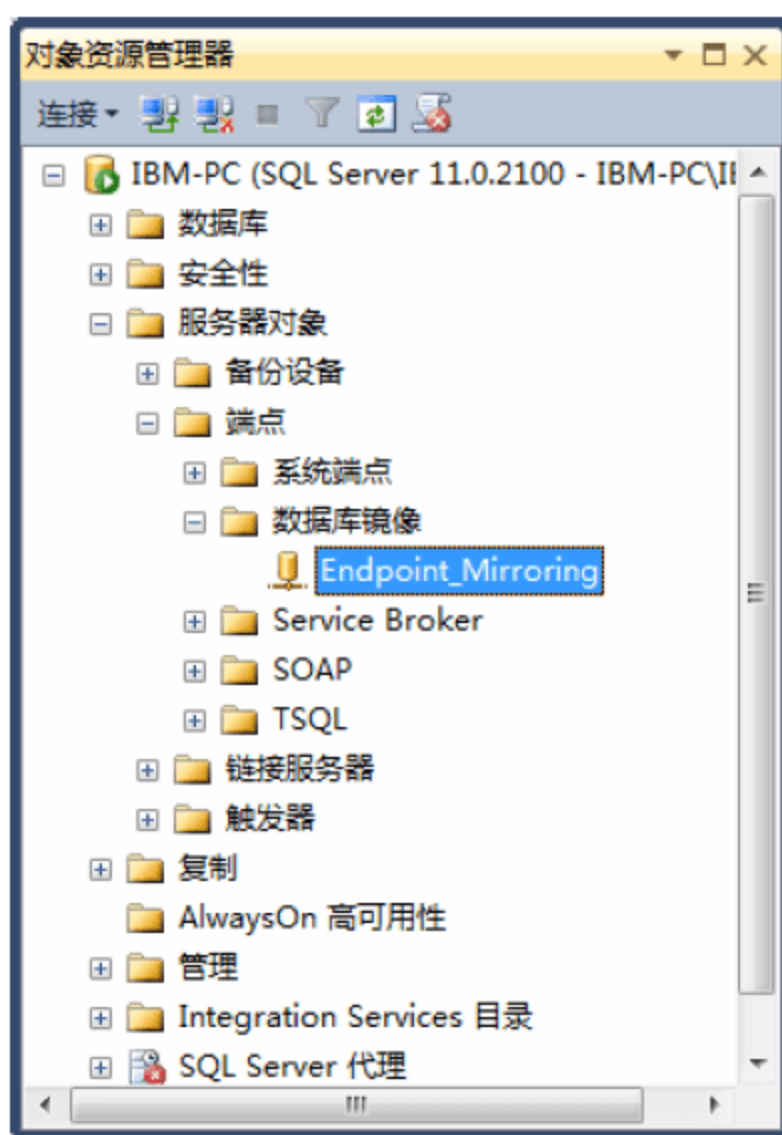 对象资源管理器
连接
IBM-PC (SQL Server 11.0.2100 - IBM-PC\
数据库
安全性
服务器对象
备份设备
端点
系统端点
数据库镜像
Endpoint_Mirroring
Service Broker
SOAP
TSQL
链接服务器
触发器
复制
AlwaysOn 高可用性
管理
Integration Services 目录
SQL Server 代理